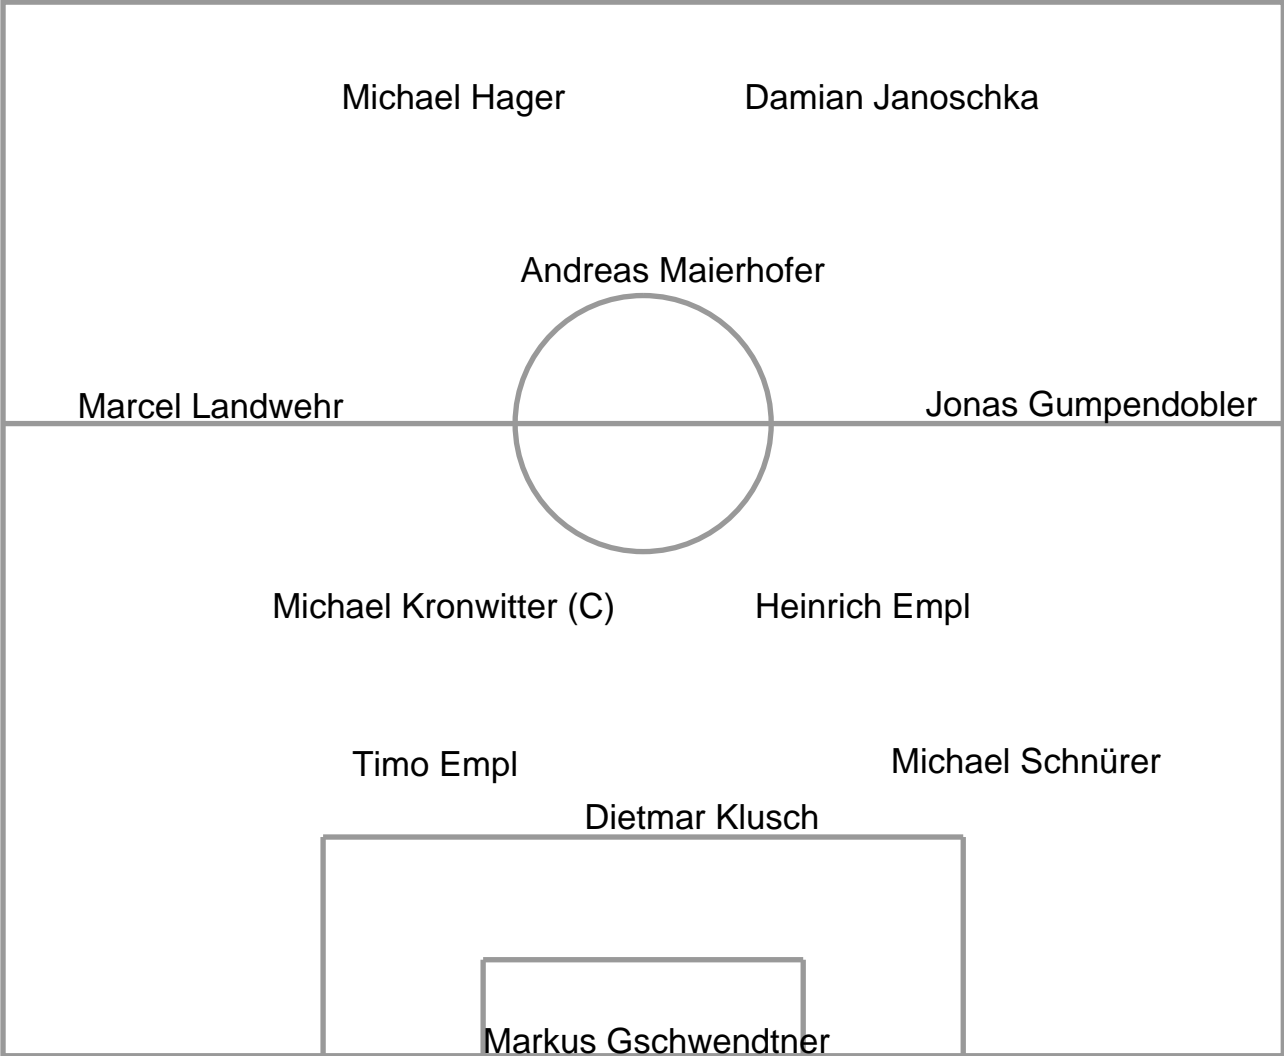 Michael Hager
Damian Janoschka
Andreas Maierhofer
Marcel Landwehr
Jonas Gumpendobler
Michael Kronwitter (C)
Heinrich Empl
Timo Empl
Michael Schnürer
Dietmar Klusch
Markus Gschwendtner